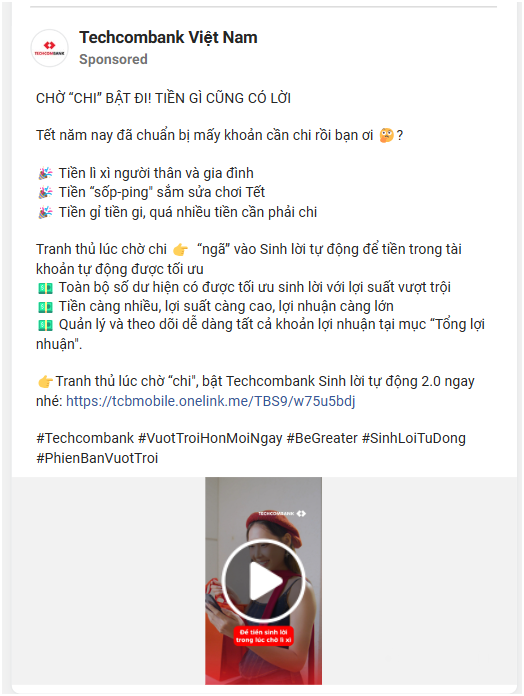 TECHCOMBANK
Techcombank Việt Nam
Sponsored
CHỜ “CHI” BẬT ĐI! TIỀN GÌ CŨNG CÓ LỜI
Tết năm nay đã chuẩn bị mấy khoản cần chi rồi bạn ơi 🤔?
🎉 Tiền lì xì người thân và gia đình
🎉 Tiền “sốp-ping" sắm sửa chơi Tết
🎉 Tiền gỉ tiền gi, quá nhiều tiền cần phải chi
Tranh thủ lúc chờ chi 👉 “ngã” vào Sinh lời tự động để tiền trong tài
khoản tự động được tối ưu
💵 Toàn bộ số dư hiện có được tối ưu sinh lời với lợi suất vượt trội
💵 Tiền càng nhiều, lợi suất càng cao, lợi nhuận càng lớn
💵 Quản lý và theo dõi dễ dàng tất cả khoản lợi nhuận tại mục “Tổng lợi
nhuận".
👉Tranh thủ lúc chờ “chi", bật Techcombank Sinh lời tự động 2.0 ngay
nhé: https://tcbmobile.onelink.me/TBS9/w75u5bdj
#Techcombank #VuotTroiHonMoiNgay #BeGreater #SinhLoiTuDong
#PhienBanVuotTroi
TECHCOMBANK
Để tiền sinh lời
trong lúc chờ lì xì